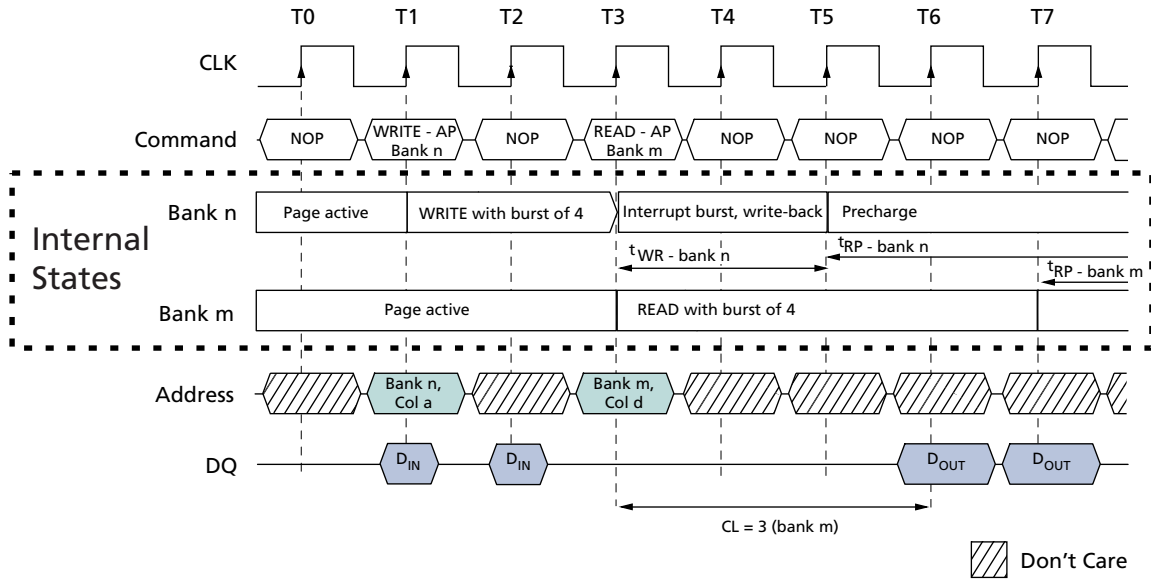 T0 T1 T2 T3 T4 T5 T6 T7
CLK
Command NOP WRITE - AP Bank n NOP READ - AP Bank m NOP NOP NOP NOP
Internal States
Bank n Page active WRITE with burst of 4 Interrupt burst, write-back Precharge
tWR - bank n tRP - bank n
tRP - bank m
Bank m Page active READ with burst of 4
Address Bank n, Col a Bank m, Col d
DQ DIN DIN DOUT DOUT
CL = 3 (bank m)
Don't Care